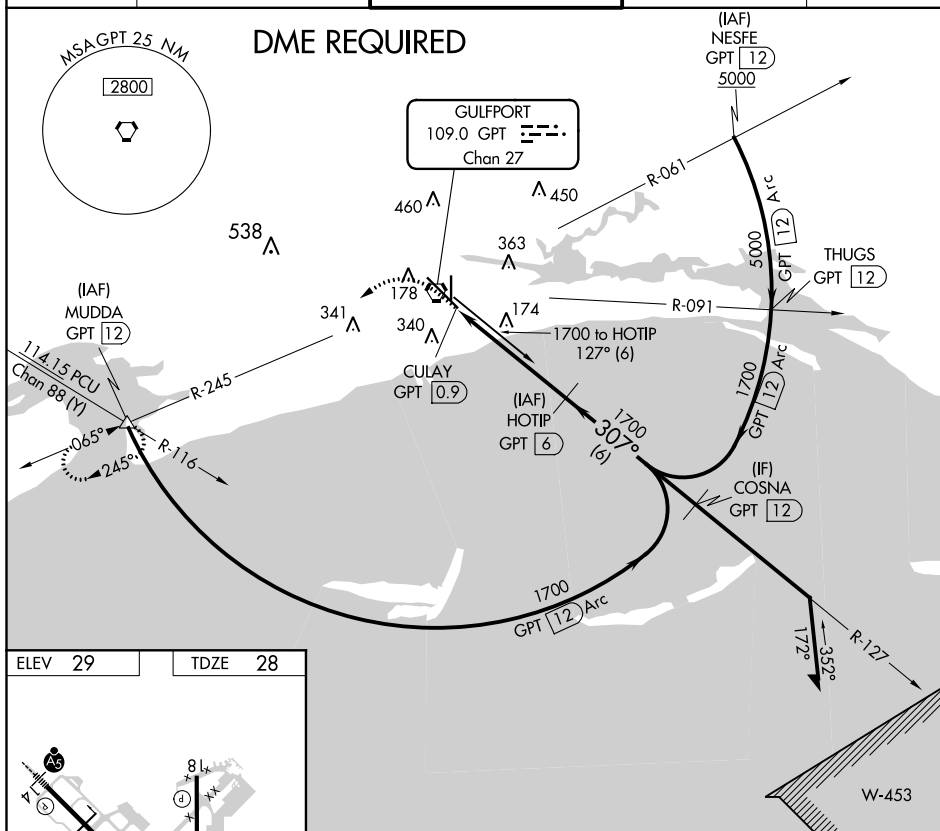 MSA GPT 25 NM
2800
DME REQUIRED
(IAF)
NESFE
GPT 12
5000
GULFPORT
109.0 GPT
Chan 27
R-061
460
450
538
363
5000
GPT 12 Arc
THUGS
GPT 12
178
R-091
(IAF)
MUDDA
GPT 12
341
340
174
1700 to HOTIP
127° (6)
114.15 PCU
Chan 88 (Y)
R-245
CULAY
GPT 0.9
1700
GPT 12 Arc
(IAF)
HOTIP
GPT 6
1700
307°
(6)
065°
245°
R-116
(IF)
COSNA
GPT 12
1700
GPT 12 Arc
172°
352°
R-127
ELEV 29
TDZE 28
A5
14
P
18
P
W-453